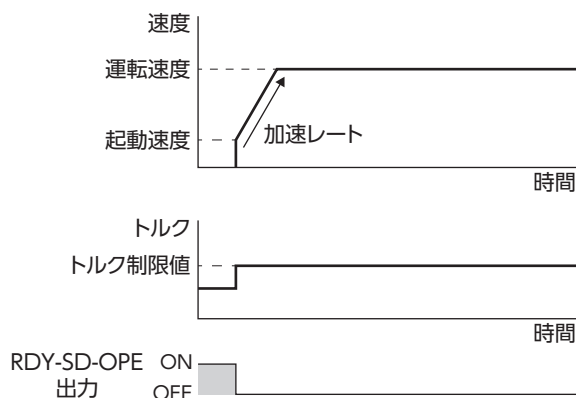 速度
運転速度
起動速度
加速レート
時間
トルク
トルク制限値
時間
RDY-SD-OPE ON
出力 OFF